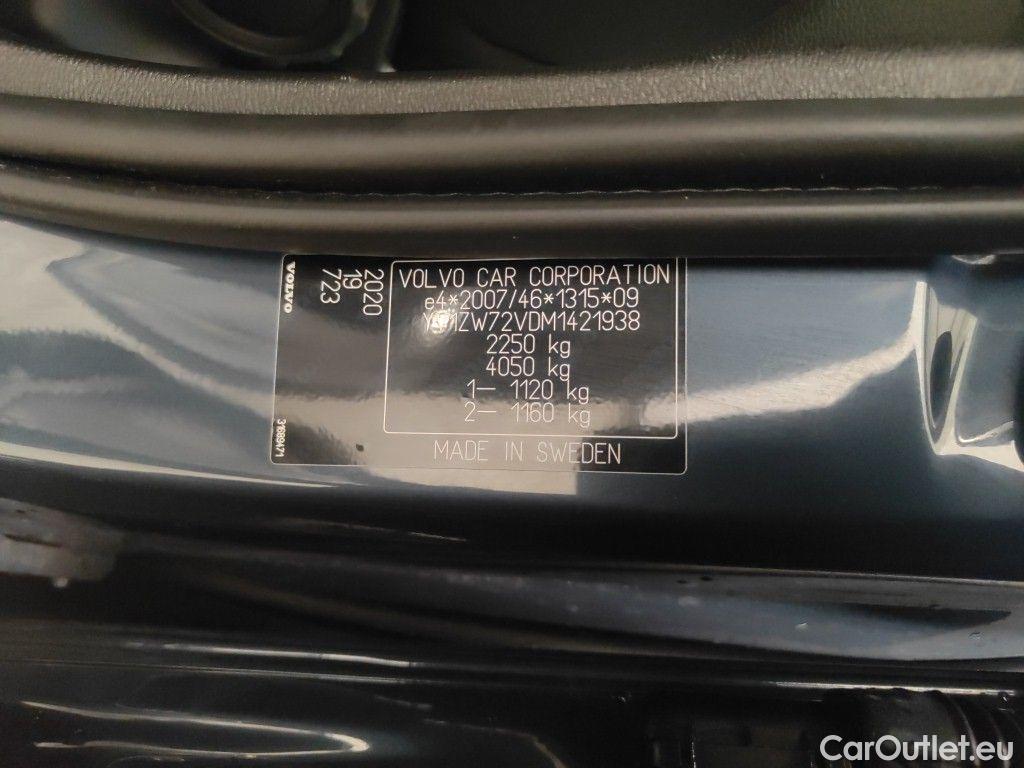 VOLVO CAR CORPORATION
e4*2007/46*1315*09
2250 kg
4050 kg
1– 1120 kg
2– 1160 kg
MADE IN SWEDEN
VOLVO
2020
19
723
31689471
CarOutlet.eu